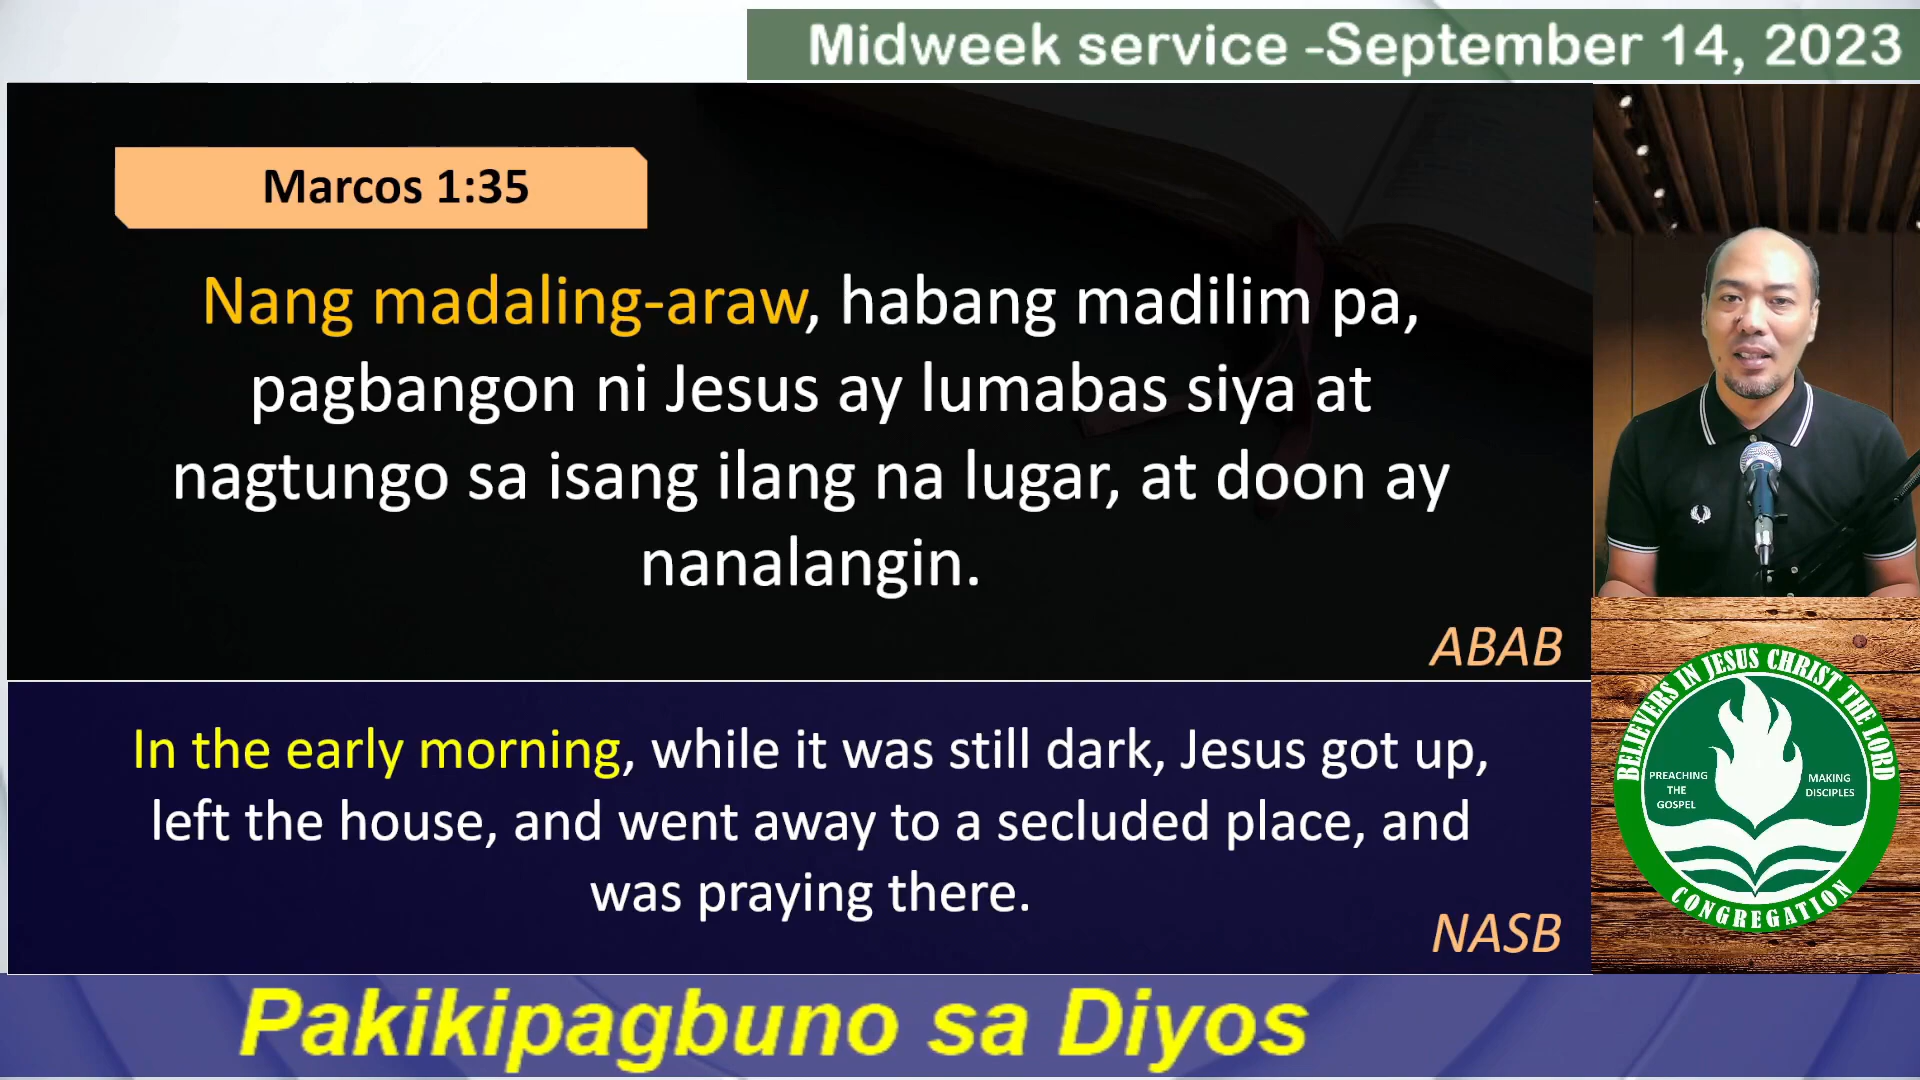 Midweek service -September 14, 2023
Marcos 1:35
Nang madaling-araw, habang madilim pa,
pagbangon ni Jesus ay lumabas siya at
nagtungo sa isang ilang na lugar, at doon ay
nanalangin.
ABAB
In the early morning, while it was still dark, Jesus got up,
left the house, and went away to a secluded place, and
was praying there.
NASB
BELIEVERS IN JESUS CHRIST THE LORD
PREACHING
THE
GOSPEL
MAKING
DISCIPLES
CONGREGATION
Pakikipagbuno sa Diyos